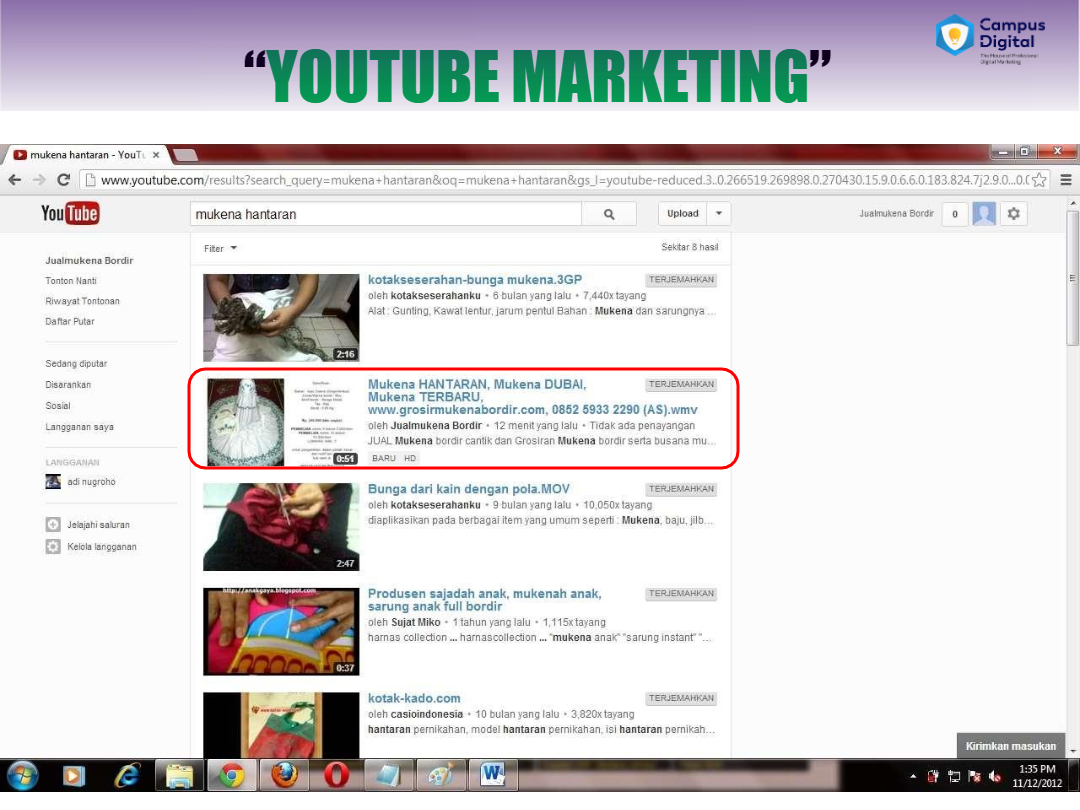 “YOUTUBE MARKETING”
Campus
Digital
The House of Professional
Digital Marketing
mukena hantaran - YouTu
www.youtube.com/results?search_query=mukena+hantaran&oq=mukena+hantaran&gs_l=youtube-reduced.3..0.266519.269898.0.270430.15.9.0.6.6.0.183.824.7j2.9.0...0.0
YouTube
mukena hantaran
Upload
Jualmukena Bordir
0
Filter
Sekitar 8 hasil
Jualmukena Bordir
Tonton Nanti
Riwayat Tontonan
Daftar Putar
Sedang diputar
Disarankan
Sosial
Langganan saya
LANGGANAN
adi nugroho
Jelajahi saluran
Kelola langganan
kotakseserahan-bunga mukena.3GP
TERJEMAHKAN
oleh kotakseserahanku • 6 bulan yang lalu • 7,440x tayang
Alat : Gunting, Kawat lentur, jarum pentul Bahan : Mukena dan sarungnya ...
2:16
Mukena HANTARAN, Mukena DUBAI,
TERJEMAHKAN
Mukena TERBARU,
www.grosirmukenabordir.com, 0852 5933 2290 (AS).wmv
oleh Jualmukena Bordir • 12 menit yang lalu • Tidak ada penayangan
JUAL Mukena bordir cantik dan Grosiran Mukena bordir serta busana mu...
BARU HD
0:51
Bunga dari kain dengan pola.MOV
TERJEMAHKAN
oleh kotakseserahanku • 9 bulan yang lalu • 10,050x tayang
diaplikasikan pada berbagai item yang umum seperti : Mukena, baju, jilb...
2:47
http://anakgaya.blogspot.com
Produsen sajadah anak, mukenah anak,
TERJEMAHKAN
sarung anak full bordir
oleh Sujat Miko • 1 tahun yang lalu • 1,115x tayang
harnas collection ... harnascollection ... "mukena anak" "sarung instant" "...
0:37
kotak-kado.com
TERJEMAHKAN
oleh casioindonesia • 10 bulan yang lalu • 3,820x tayang
hantaran pernikahan, model hantaran pernikahan, isi hantaran pernikah...
Kirimkan masukan
1:35 PM
11/12/2012